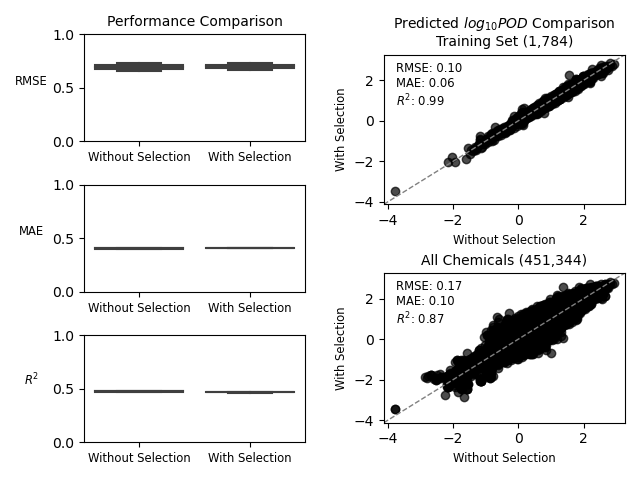 Performance Comparison
1.0
0.5
0.0
RMSE
Without Selection With Selection
1.0
0.5
0.0
MAE
Without Selection With Selection
1.0
0.5
0.0
R²
Without Selection With Selection
Predicted log₁₀POD Comparison
Training Set (1,784)
RMSE: 0.10
MAE: 0.06
R²: 0.99
With Selection
2
0
−2
−4
−4 −2 0 2
Without Selection
All Chemicals (451,344)
RMSE: 0.17
MAE: 0.10
R²: 0.87
With Selection
2
0
−2
−4
−4 −2 0 2
Without Selection